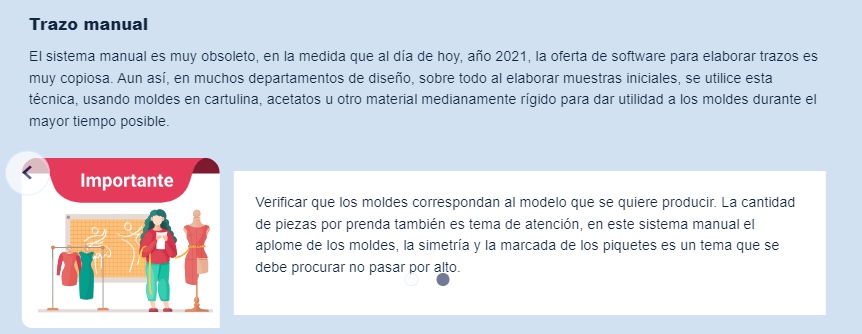 Trazo manual
El sistema manual es muy obsoleto, en la medida que al día de hoy, año 2021, la oferta de software para elaborar trazos es
muy copiosa. Aun así, en muchos departamentos de diseño, sobre todo al elaborar muestras iniciales, se utilice esta
técnica, usando moldes en cartulina, acetatos u otro material medianamente rígido para dar utilidad a los moldes durante el
mayor tiempo posible.
Importante
Verificar que los moldes correspondan al modelo que se quiere producir. La cantidad
de piezas por prenda también es tema de atención, en este sistema manual el
aplome de los moldes, la simetría y la marcada de los piquetes es un tema que se
debe procurar no pasar por alto.